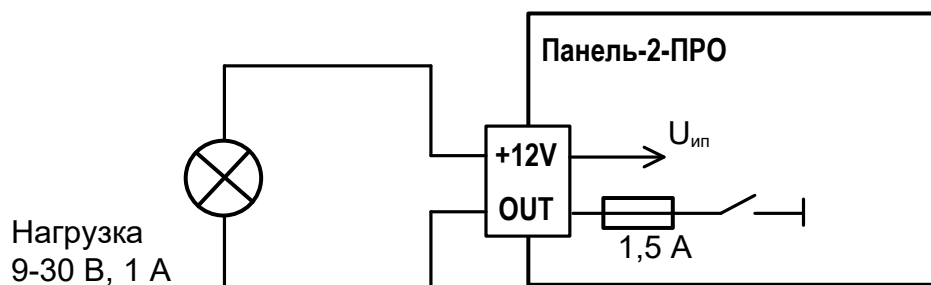 Панель-2-ПРО
+12V
Uип
OUT
1,5 А
Нагрузка
9-30 В, 1 А